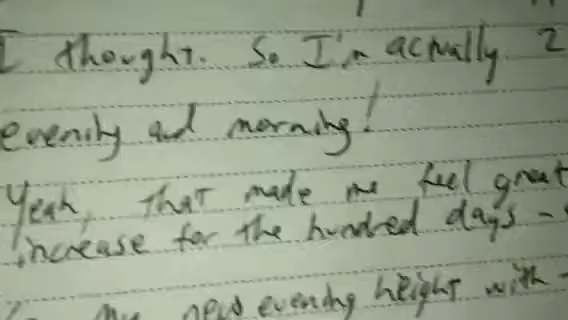 I thought. So I'm actually 2
evening and morning!
Yeah, that made me feel great
increase for the hundred days -
My new evening height with -